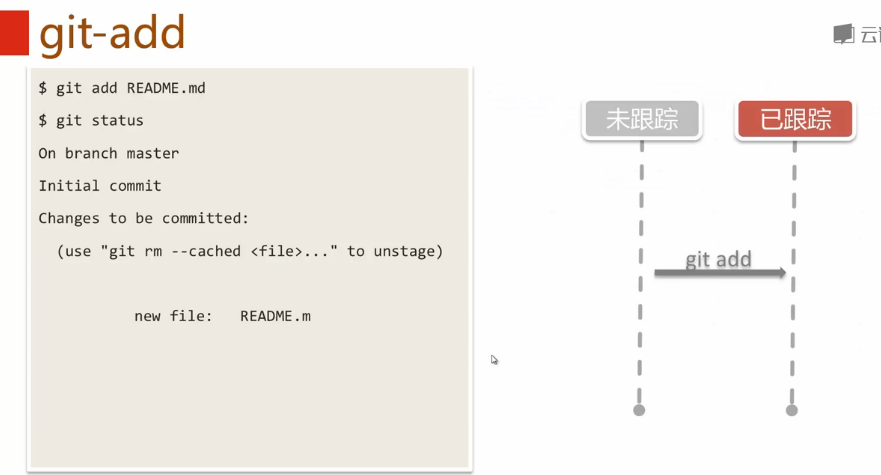 git-add
云
$ git add README.md
$ git status
On branch master
Initial commit
Changes to be committed:
(use "git rm --cached <file>..." to unstage)
new file: README.m
未跟踪
已跟踪
git add